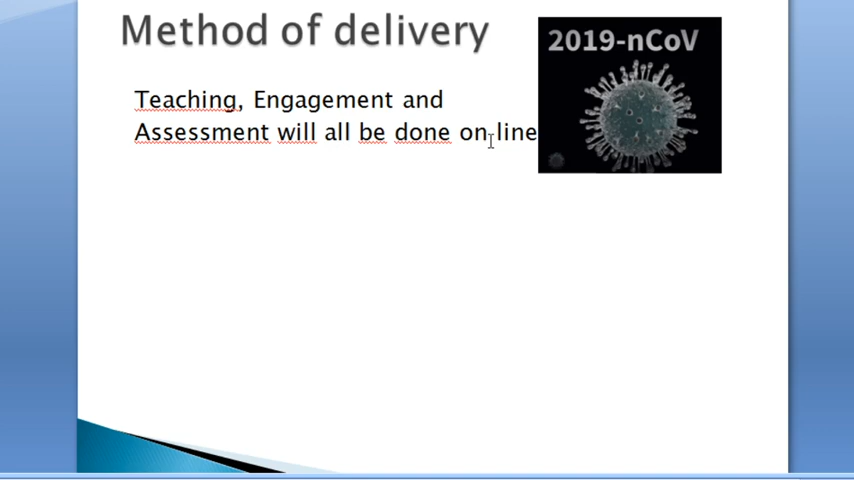 Method of delivery
2019-nCoV
Teaching, Engagement and
Assessment will all be done on line